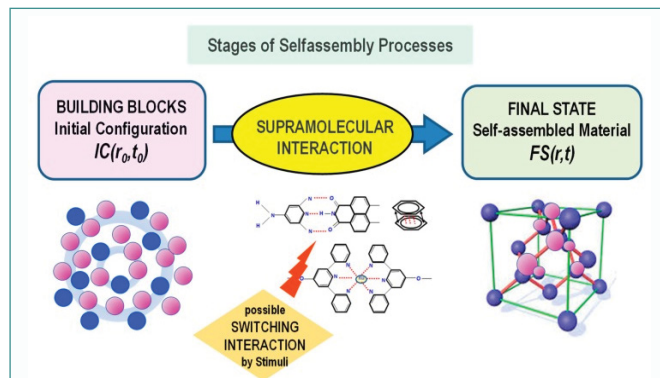 Stages of Selfassembly Processes
BUILDING BLOCKS
Initial Configuration
IC(r₀,t₀)
SUPRAMOLECULAR
INTERACTION
FINAL STATE
Self-assembled Material
FS(r,t)
possible
SWITCHING
INTERACTION
by Stimuli